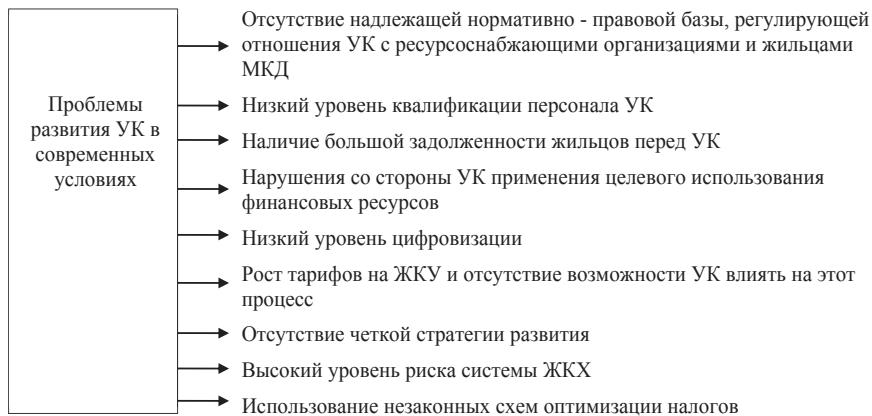 Проблемы
развития УК в
современных
условиях
Отсутствие надлежащей нормативно - правовой базы, регулирующей
отношения УК с ресурсоснабжающими организациями и жильцами
МКД
Низкий уровень квалификации персонала УК
Наличие большой задолженности жильцов перед УК
Нарушения со стороны УК применения целевого использования
финансовых ресурсов
Низкий уровень цифровизации
Рост тарифов на ЖКУ и отсутствие возможности УК влиять на этот
процесс
Отсутствие четкой стратегии развития
Высокий уровень риска системы ЖКХ
Использование незаконных схем оптимизации налогов